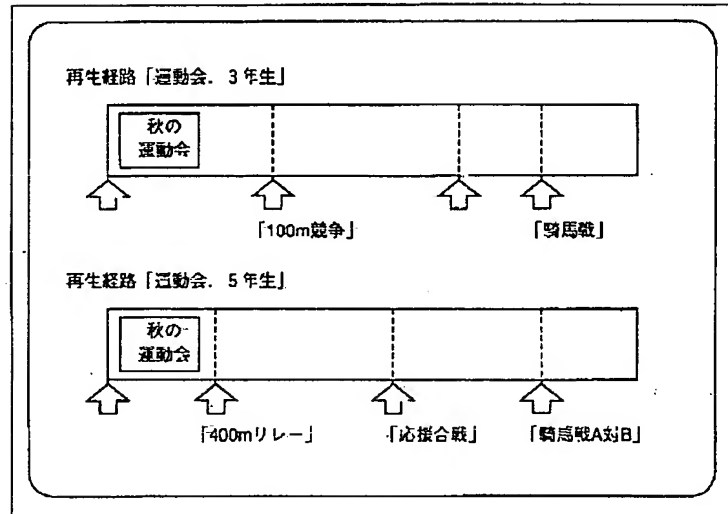 再生経路「運動会．3年生」
秋の
運動会
「100m競争」
「騎馬戦」
再生経路「運動会．5年生」
秋の
運動会
「400mリレー」
「応援合戦」
「騎馬戦A対B」